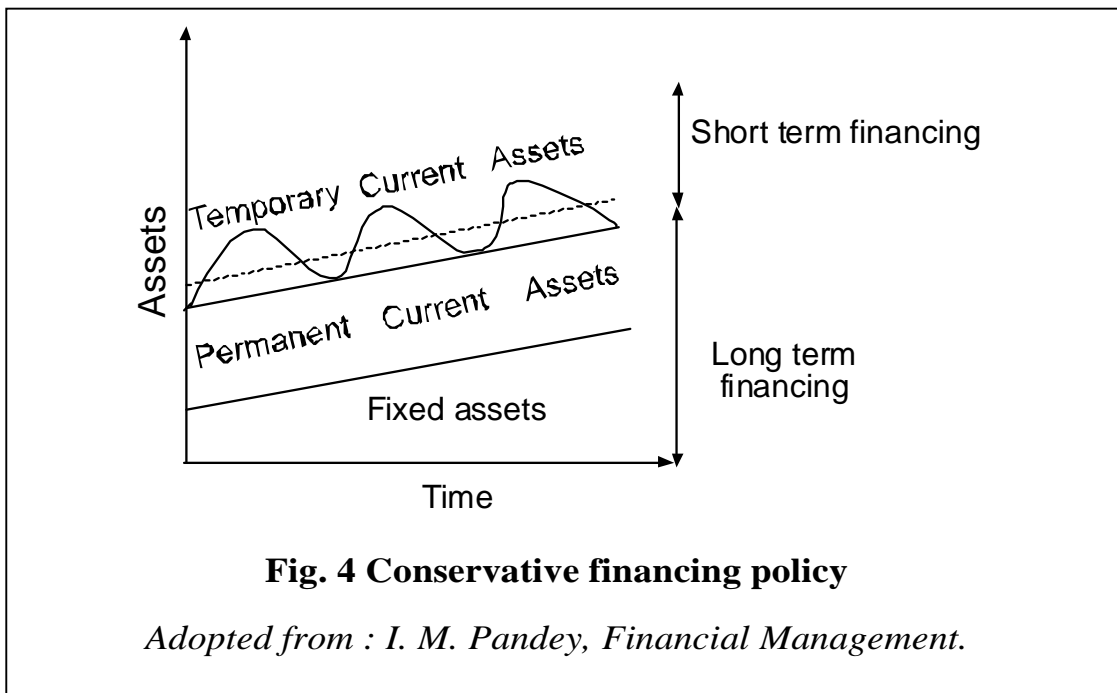 Short term financing
Temporary Current Assets
Assets
Permanent Current Assets
Long term
financing
Fixed assets
Time
Fig. 4 Conservative financing policy
Adopted from : I. M. Pandey, Financial Management.